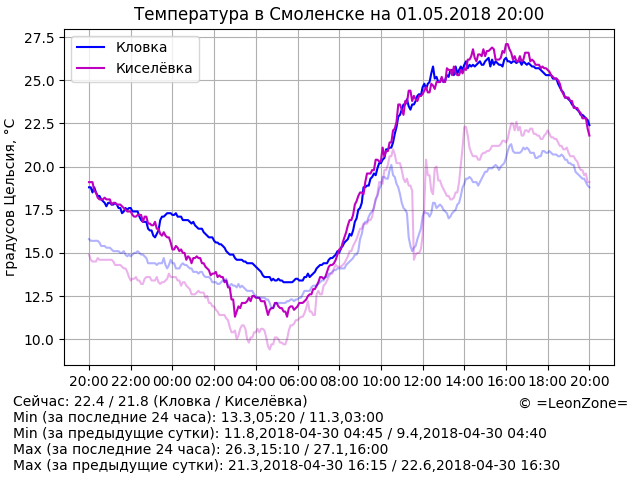 Температура в Смоленске на 01.05.2018 20:00
градусов Цельсия, °C
27.5
25.0
22.5
20.0
17.5
15.0
12.5
10.0
Кловка
Киселёвка
20:00 22:00 00:00 02:00 04:00 06:00 08:00 10:00 12:00 14:00 16:00 18:00 20:00
Сейчас: 22.4 / 21.8 (Кловка / Киселёвка)
© =LeonZone=
Min (за последние 24 часа): 13.3,05:20 / 11.3,03:00
Min (за предыдущие сутки): 11.8,2018-04-30 04:45 / 9.4,2018-04-30 04:40
Max (за последние 24 часа): 26.3,15:10 / 27.1,16:00
Max (за предыдущие сутки): 21.3,2018-04-30 16:15 / 22.6,2018-04-30 16:30